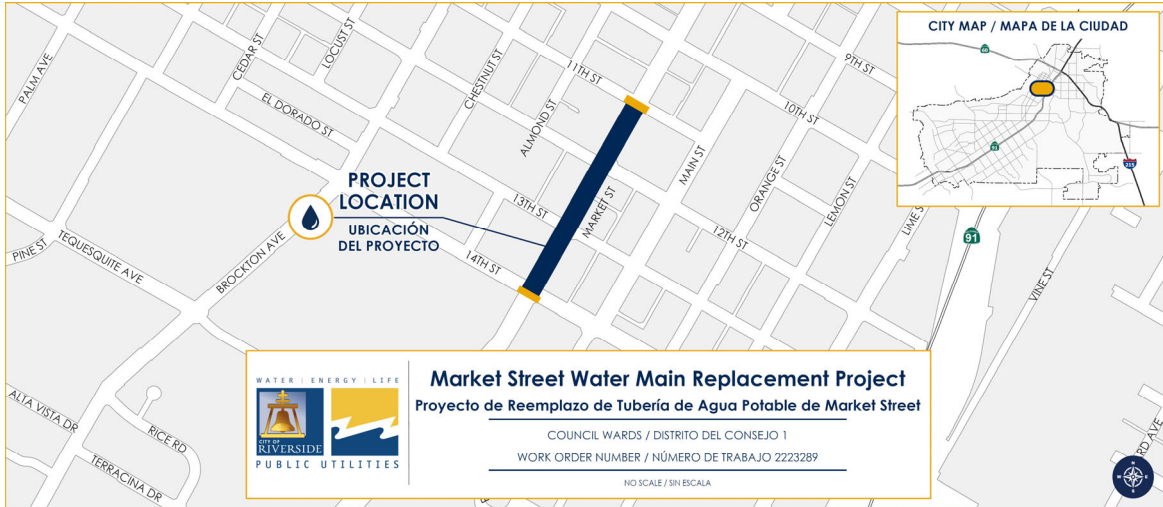 CITY MAP / MAPA DE LA CIUDAD
60
91
215
PALM AVE
CEDAR ST
LOCUST ST
CHESTNUT ST
11TH ST
9TH ST
10TH ST
EL DORADO ST
ALMOND ST
MAIN ST
ORANGE ST
LEMON ST
LIME ST
PROJECT
LOCATION
UBICACIÓN
DEL PROYECTO
13TH ST
MARKET ST
12TH ST
14TH ST
91
PINE ST
TEQUESQUITE AVE
BROCKTON AVE
VINE ST
ALTA VISTA DR
RICE RD
TERRACINA DR
WATER | ENERGY | LIFE
CITY OF
RIVERSIDE
PUBLIC UTILITIES
Market Street Water Main Replacement Project
Proyecto de Reemplazo de Tubería de Agua Potable de Market Street
COUNCIL WARDS / DISTRITO DEL CONSEJO 1
WORK ORDER NUMBER / NÚMERO DE TRABAJO 2223289
NO SCALE / SIN ESCALA
RD AVE
N
W
E
S